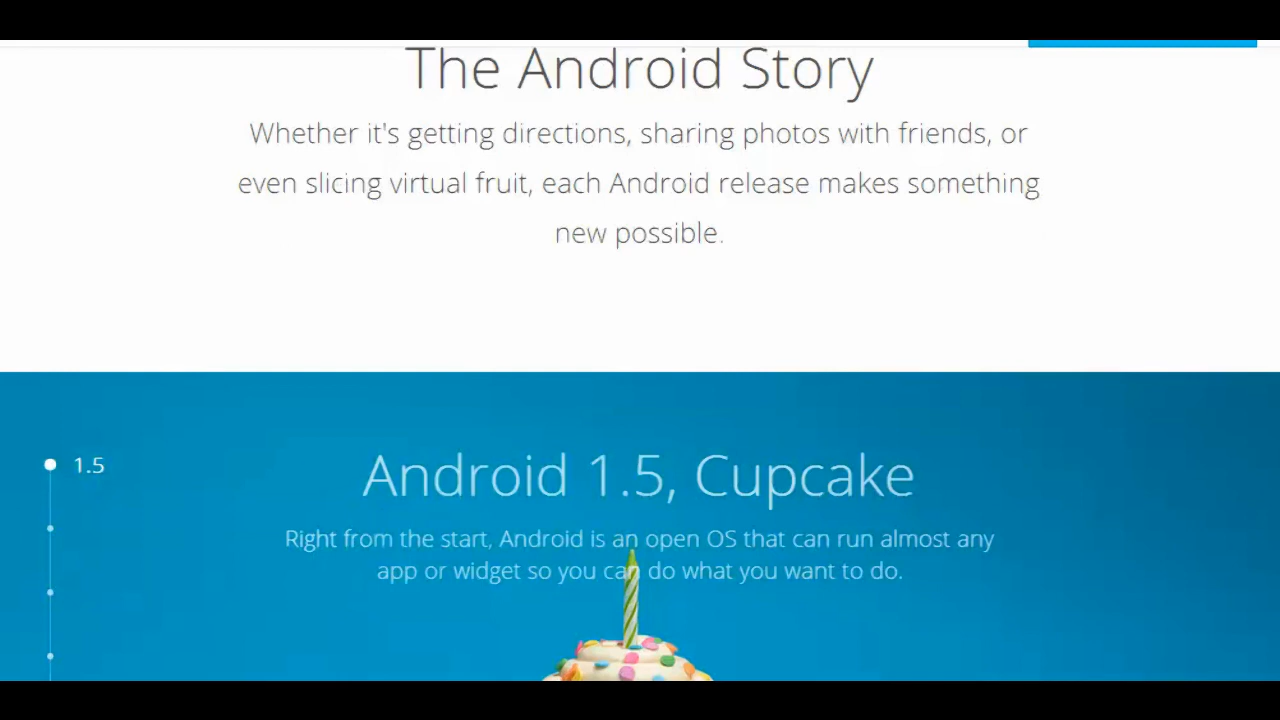 The Android Story
Whether it's getting directions, sharing photos with friends, or
even slicing virtual fruit, each Android release makes something
new possible.
1.5
Android 1.5, Cupcake
Right from the start, Android is an open OS that can run almost any
app or widget so you can do what you want to do.